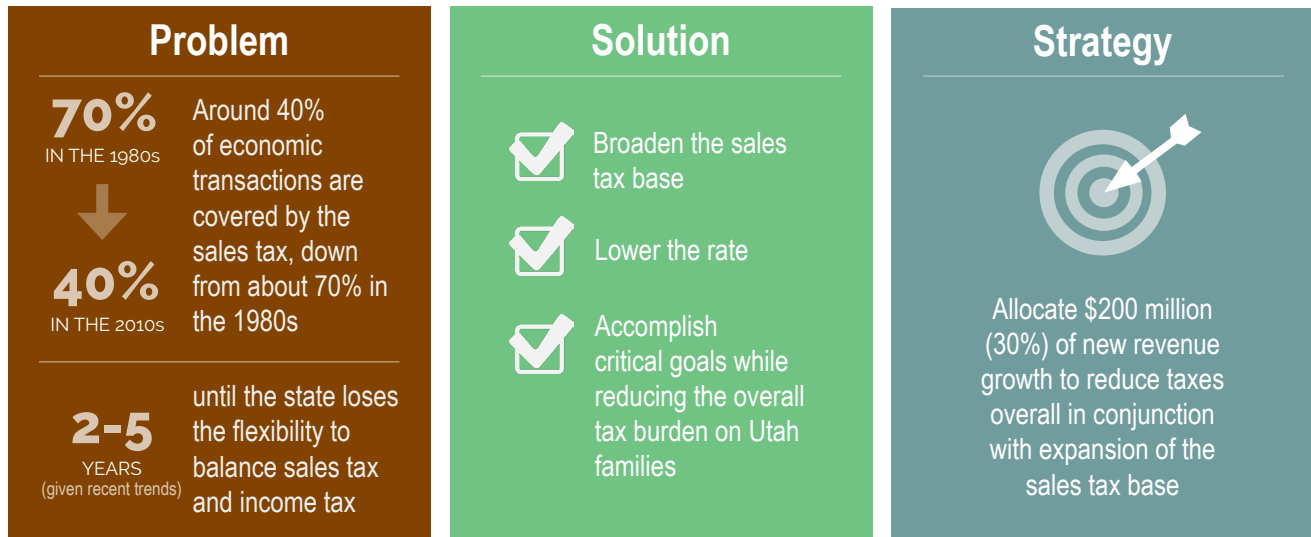 Problem
70%
IN THE 1980s
40%
IN THE 2010s
Around 40%
of economic
transactions are
covered by the
sales tax, down
from about 70% in
the 1980s
2-5
YEARS
(given recent trends)
until the state loses
the flexibility to
balance sales tax
and income tax
Solution
Broaden the sales
tax base
Lower the rate
Accomplish
critical goals while
reducing the overall
tax burden on Utah
families
Strategy
Allocate $200 million
(30%) of new revenue
growth to reduce taxes
overall in conjunction
with expansion of the
sales tax base